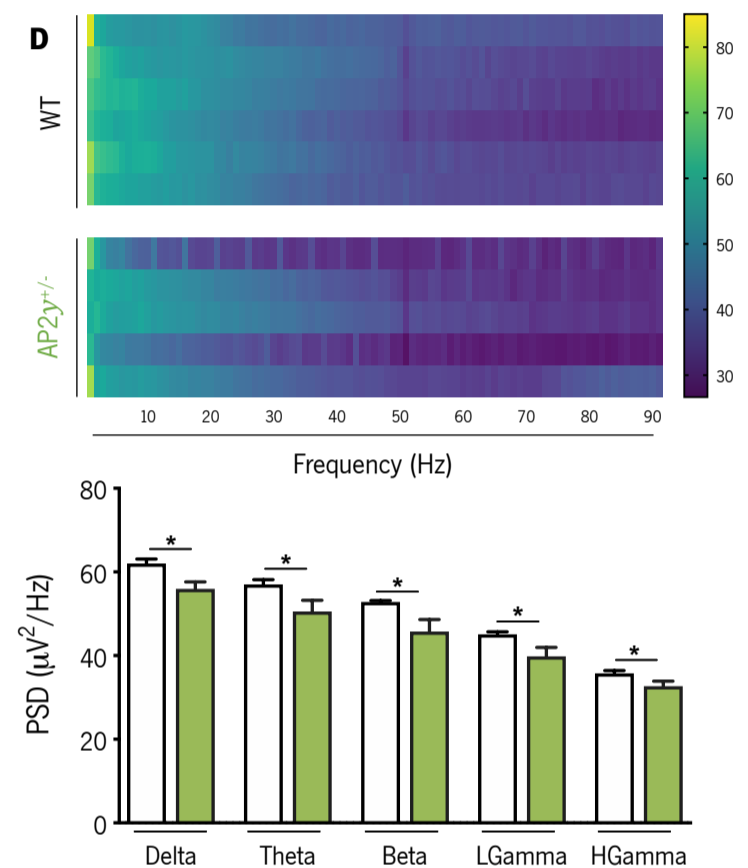 D
WT
AP2γ+/-
80
70
60
50
40
30
10 20 30 40 50 60 70 80 90
Frequency (Hz)
PSD (µV2/Hz)
80
60
40
20
0
* * * * *
Delta Theta Beta LGamma HGamma